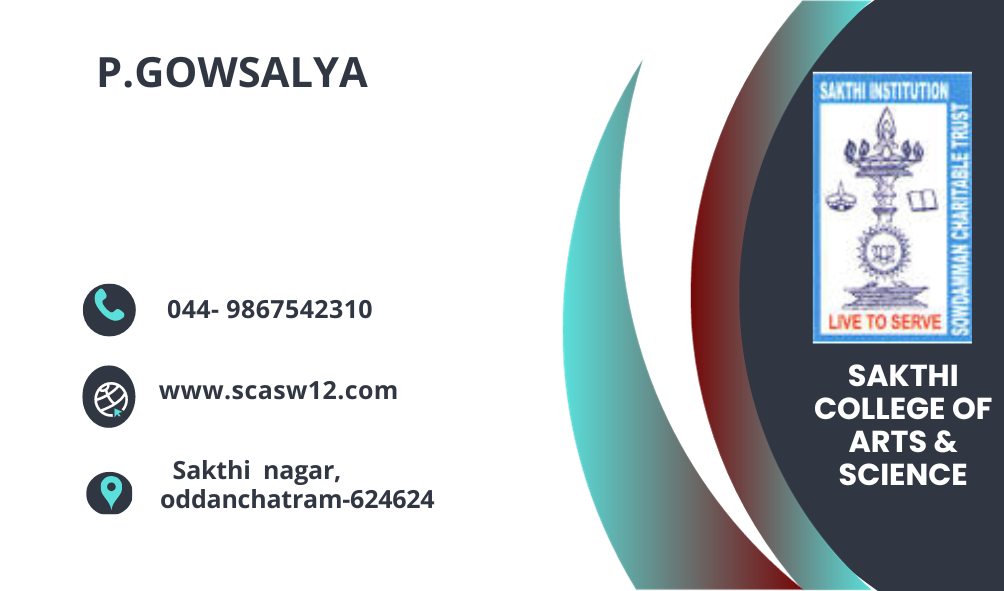 P.GOWSALYA
044- 9867542310
www.scasw12.com
Sakthi nagar,
oddanchatram-624624
SAKTHI INSTITUTION
SOWDAMMAN CHARITABLE TRUST
LIVE TO SERVE
SAKTHI
COLLEGE OF
ARTS &
SCIENCE